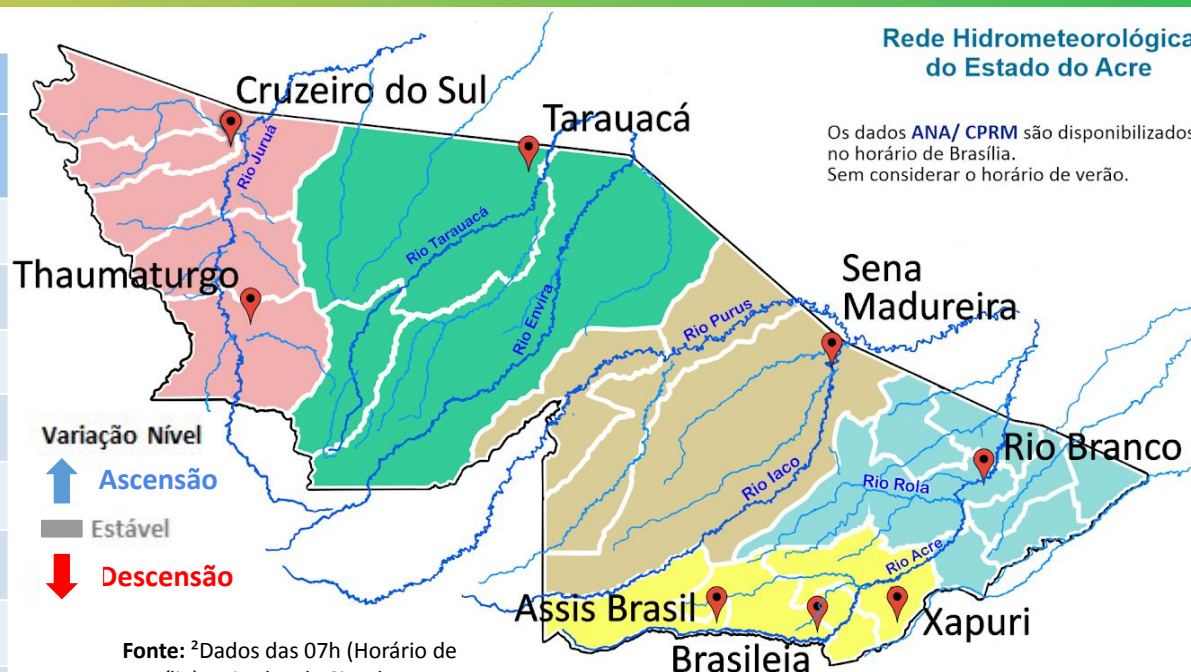 Rede Hidrometeorológica
do Estado do Acre
Os dados ANA/ CPRM são disponibilizados
no horário de Brasília.
Sem considerar o horário de verão.
Cruzeiro do Sul
Tarauacá
Rio Juruá
Rio Tarauacá
Thaumaturgo
Rio Envira
Rio Purus
Sena
Madureira
Variação Nível
Ascensão
Estável
Descensão
Rio Iaco
Rio Rola
Rio Branco
Rio Acre
Assis Brasil
Xapuri
Brasileia
Fonte: ²Dados das 07h (Horário de